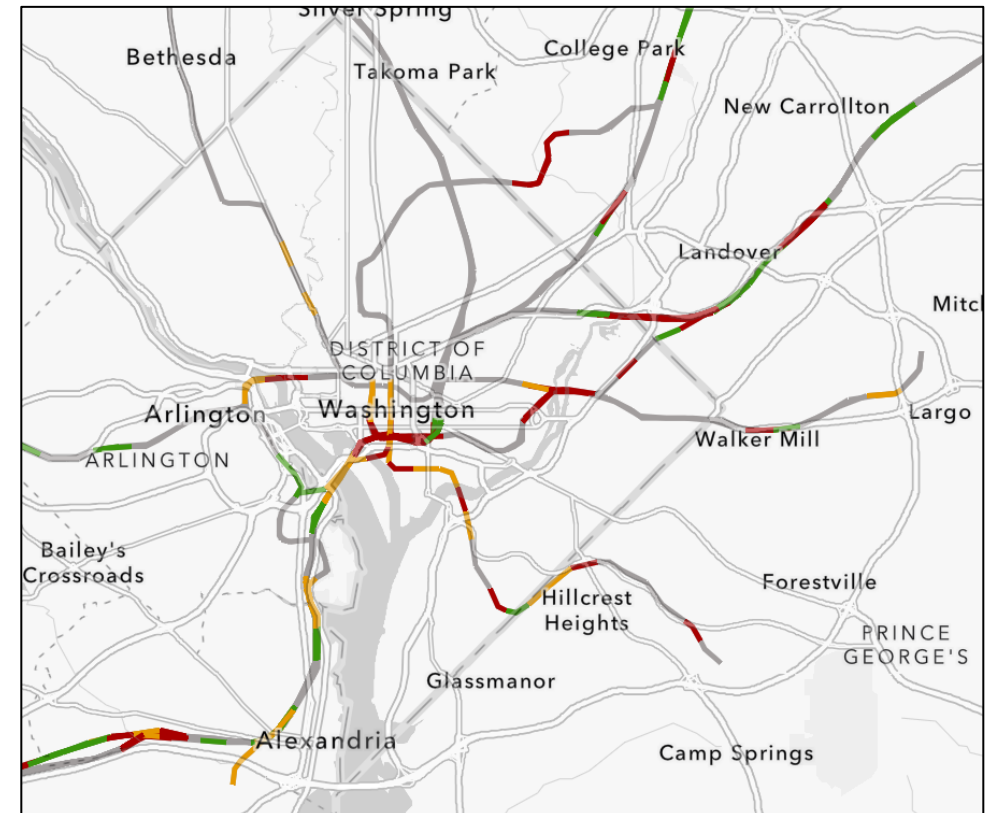 Silver Spring
Bethesda
College Park
Takoma Park
New Carrollton
Landover
Mitc
DISTRICT OF
COLUMBIA
Arlington
Washington
Largo
Walker Mill
ARLINGTON
Bailey's
Crossroads
Forestville
Hillcrest
Heights
PRINCE
GEORGE'S
Glassmanor
Alexandria
Camp Springs